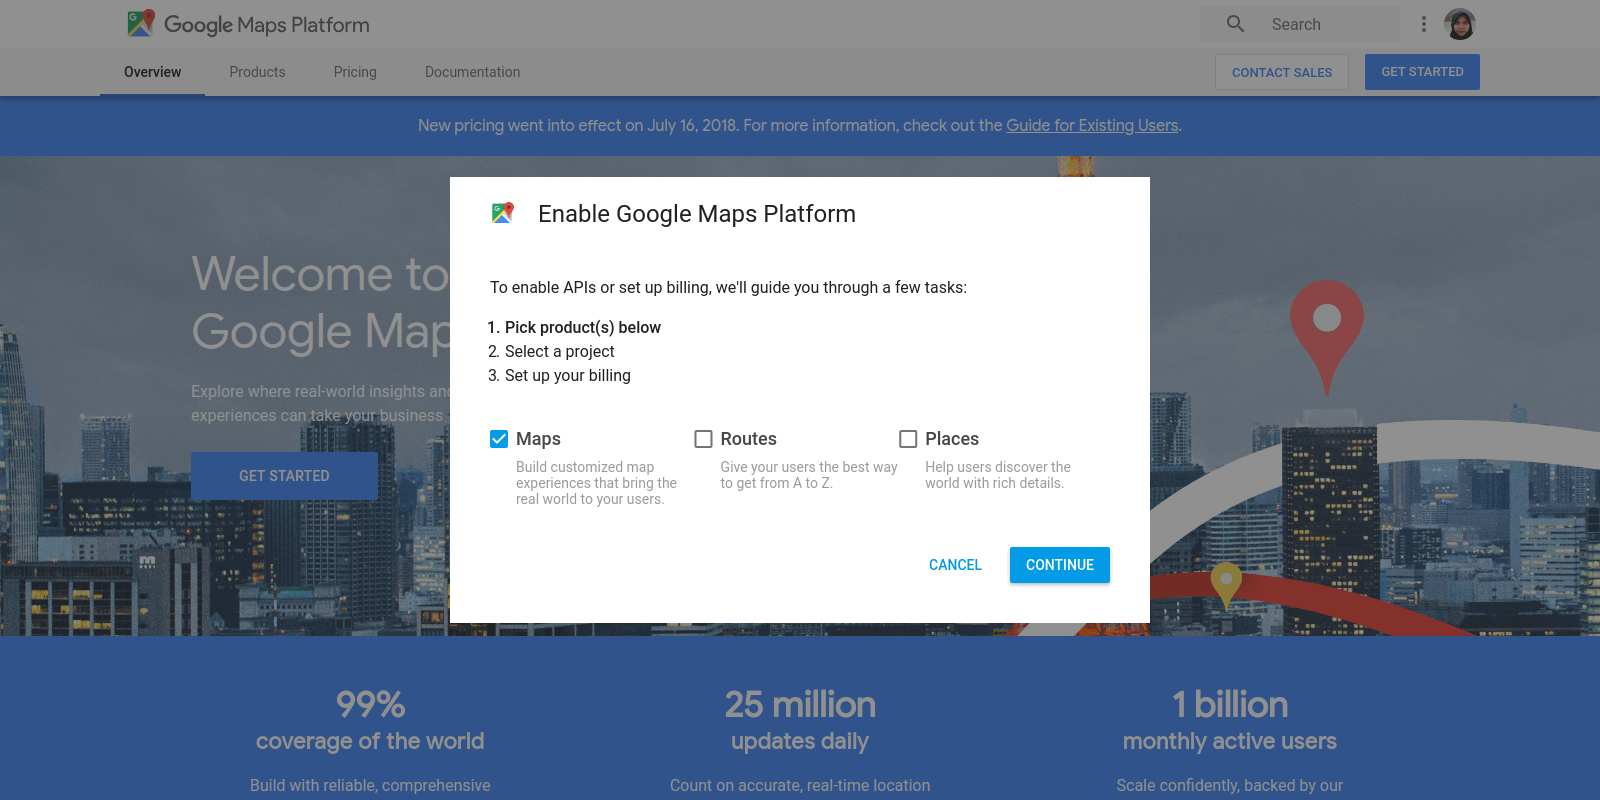 Google Maps Platform
Search
Overview
Products
Pricing
Documentation
CONTACT SALES
GET STARTED
New pricing went into effect on July 16, 2018. For more information, check out the Guide for Existing Users.
Welcome to
Google Map
Explore where real-world insights and
experiences can take your business
GET STARTED
Enable Google Maps Platform
To enable APIs or set up billing, we'll guide you through a few tasks:
1. Pick product(s) below
2. Select a project
3. Set up your billing
Maps
Build customized map
experiences that bring the
real world to your users.
Routes
Give your users the best way
to get from A to Z.
Places
Help users discover the
world with rich details.
CANCEL
CONTINUE
99%
coverage of the world
Build with reliable, comprehensive
25 million
updates daily
Count on accurate, real-time location
1 billion
monthly active users
Scale confidently, backed by our